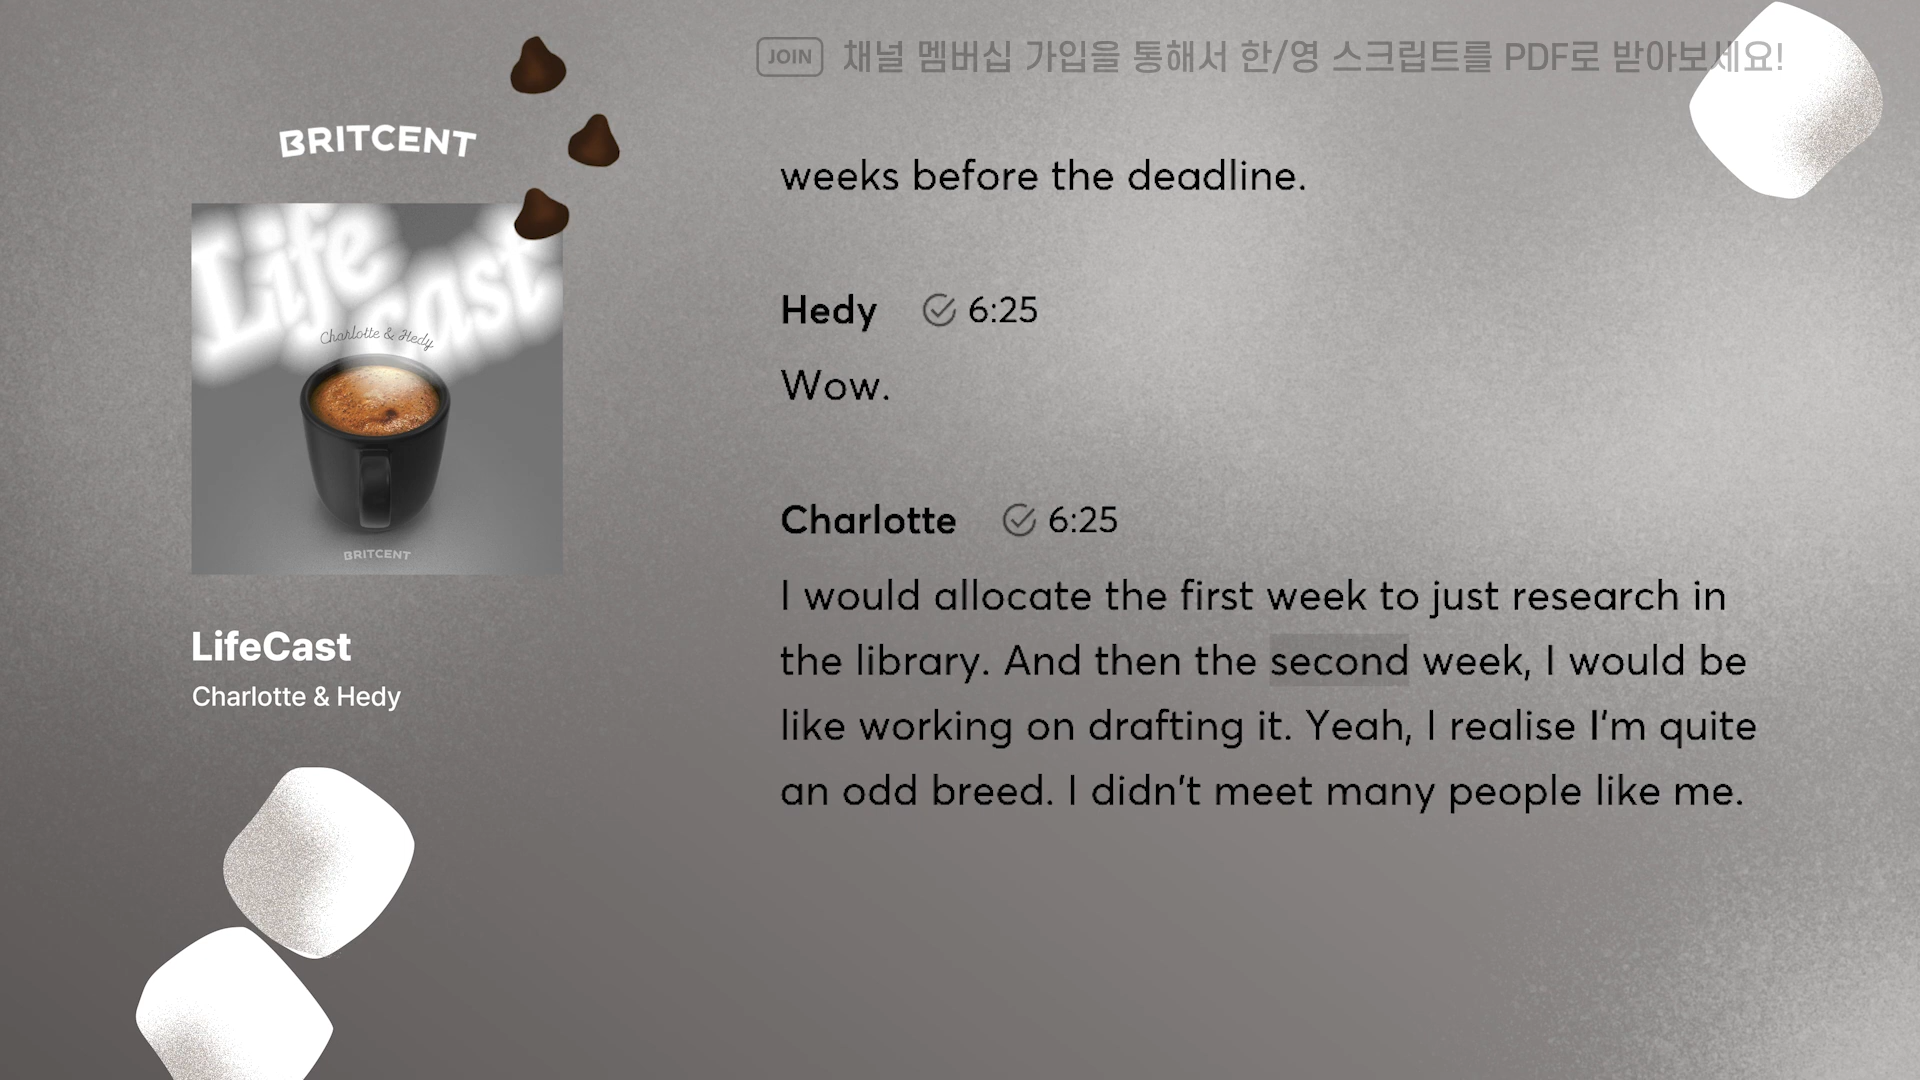 JOIN 채널 멤버십 가입을 통해서 한/영 스크립트를 PDF로 받아보세요!
BRITCENT
Life
cast
Charlotte & Hedy
BRITCENT
LifeCast
Charlotte & Hedy
weeks before the deadline.
Hedy 6:25
Wow.
Charlotte 6:25
I would allocate the first week to just research in
the library. And then the second week, I would be
like working on drafting it. Yeah, I realise I'm quite
an odd breed. I didn't meet many people like me.